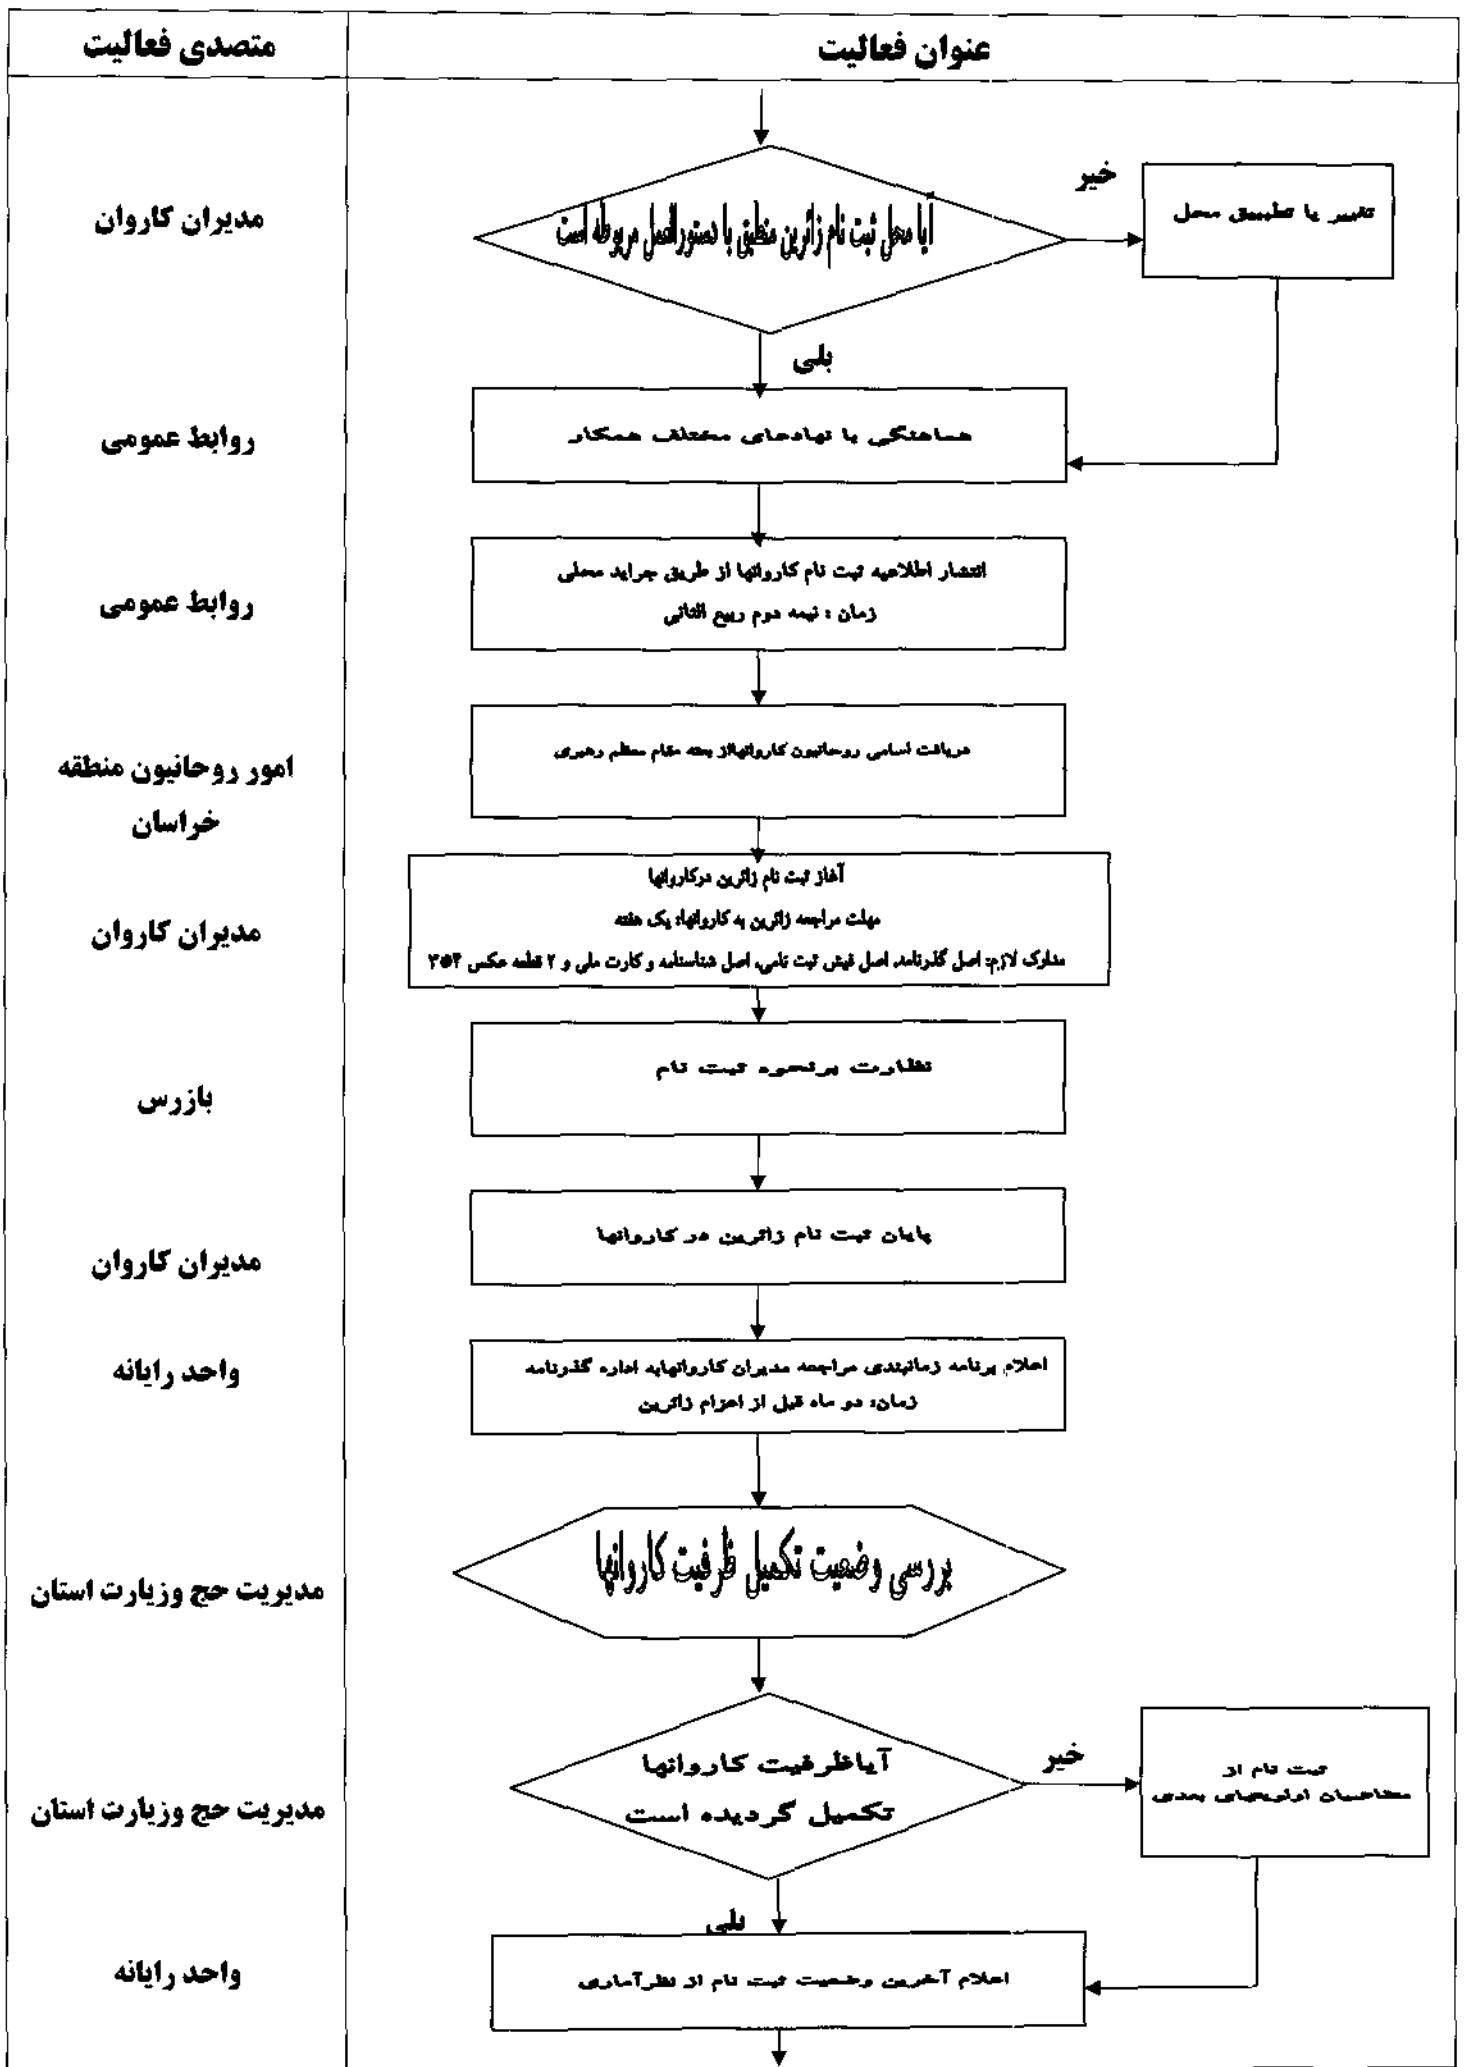 عنوان فعالیت
متصدی فعالیت
آیا محل ثبت نام زائرین منطبق با دستورالعمل مربوطه است
خیر
تغییر یا تطبیق محل
مدیران کاروان
بلی
هماهنگی با نهادهای مختلف همکار
روابط عمومی
انتشار اطلاعیه ثبت نام کاروانها از طریق جراید محلی
زمان : نیمه دوم ربیع الثانی
روابط عمومی
دریافت اسامی روحانیون کاروانهااز بعثه مقام معظم رهبری
امور روحانیون منطقه
خراسان
آغاز ثبت نام زائرین درکاروانها
مهلت مراجعه زائرین به کاروانها: یک هفته
مدارک لازم: اصل گذرنامه، اصل فیش ثبت نامی، اصل شناسنامه و کارت ملی و ۲ قطعه عکس ۴*۳
مدیران کاروان
نظارت برنحوه ثبت نام
بازرس
پایان ثبت نام زائرین در کاروانها
مدیران کاروان
اعلام برنامه زمانبندی مراجعه مدیران کاروانهابه اداره گذرنامه
زمان: دو ماه قبل از اعزام زائرین
واحد رایانه
بررسی وضعیت تکمیل ظرفیت کاروانها
مدیریت حج وزیارت استان
آیاظرفیت کاروانها
تکمیل گردیده است
خیر
ثبت نام از
متقاضیان اولویتهای بعدی
مدیریت حج وزیارت استان
بلی
اعلام آخرین وضعیت ثبت نام از نظرآماری
واحد رایانه